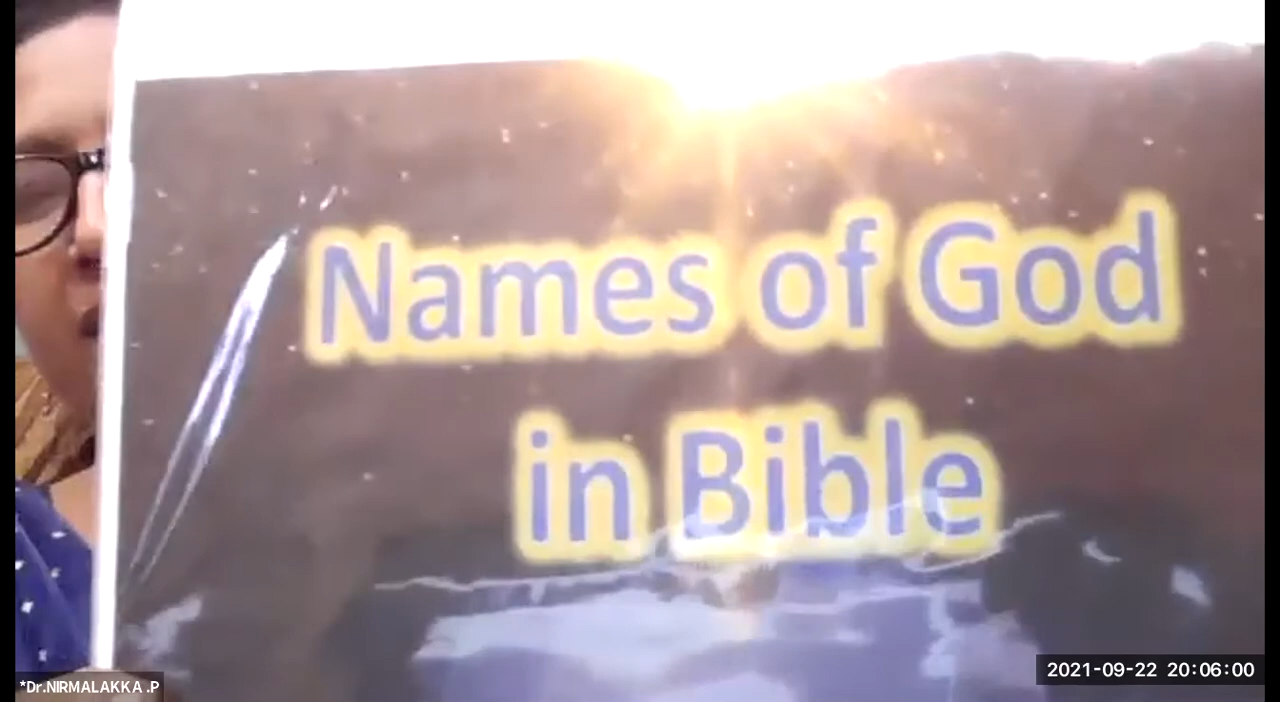 Names of God
in Bible
*Dr.NIRMALAKKA .P
2021-09-22 20:06:00